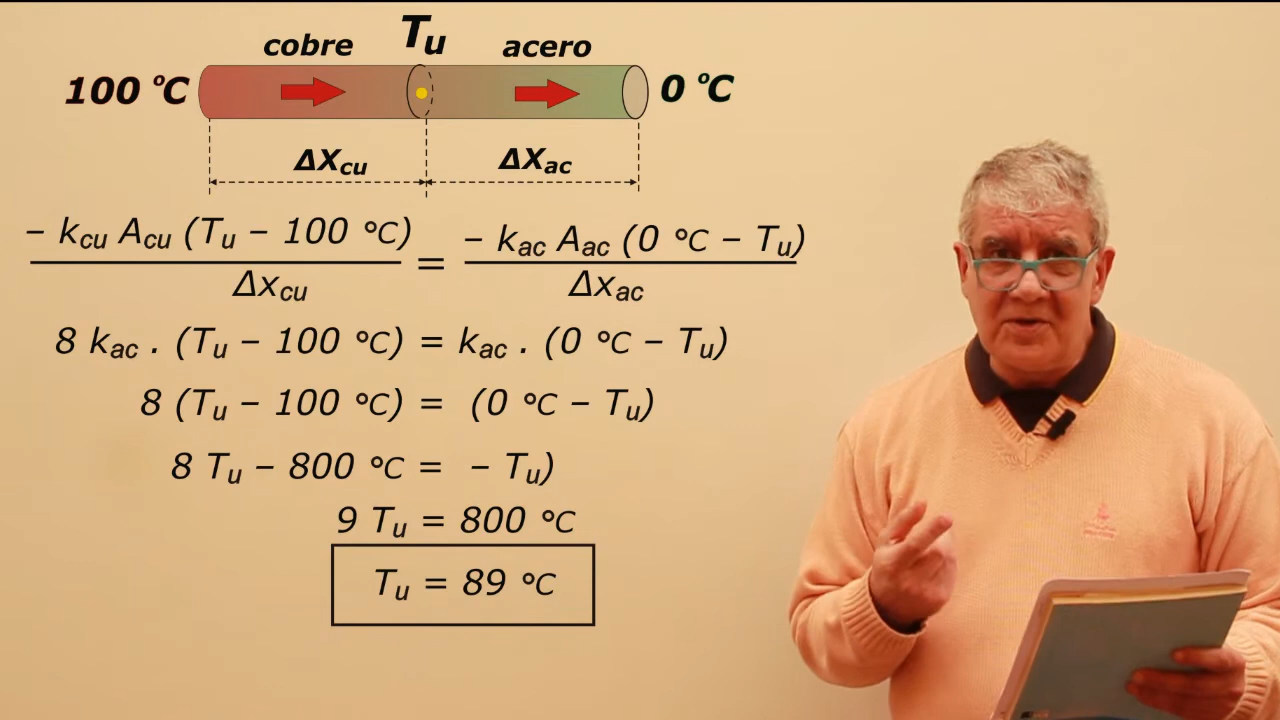 cobre T_u acero
100 °C 0 °C
ΔX_cu ΔX_ac
– k_cu A_cu (T_u – 100 °C) / Δx_cu = – k_ac A_ac (0 °C – T_u) / Δx_ac
8 k_ac . (T_u – 100 °C) = k_ac . (0 °C – T_u)
8 (T_u – 100 °C) = (0 °C – T_u)
8 T_u – 800 °C = – T_u)
9 T_u = 800 °C
T_u = 89 °C